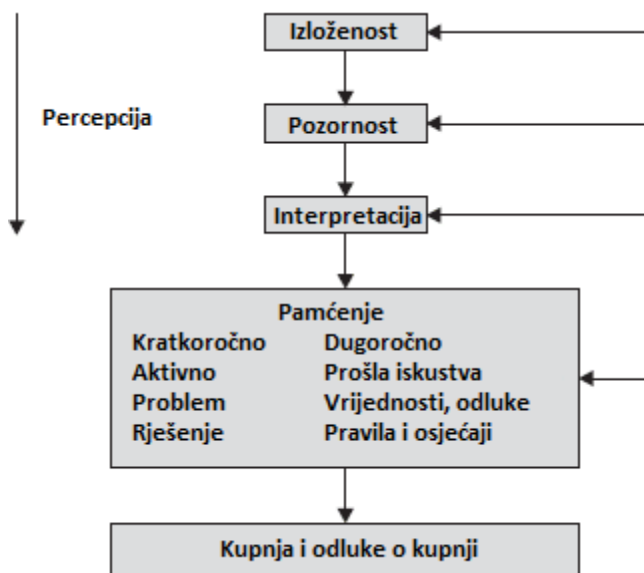 Izloženost
Percepcija
Pozornost
Interpretacija
Pamćenje
Kratkoročno Dugoročno
Aktivno Prošla iskustva
Problem Vrijednosti, odluke
Rješenje Pravila i osjećaji
Kupnja i odluke o kupnji